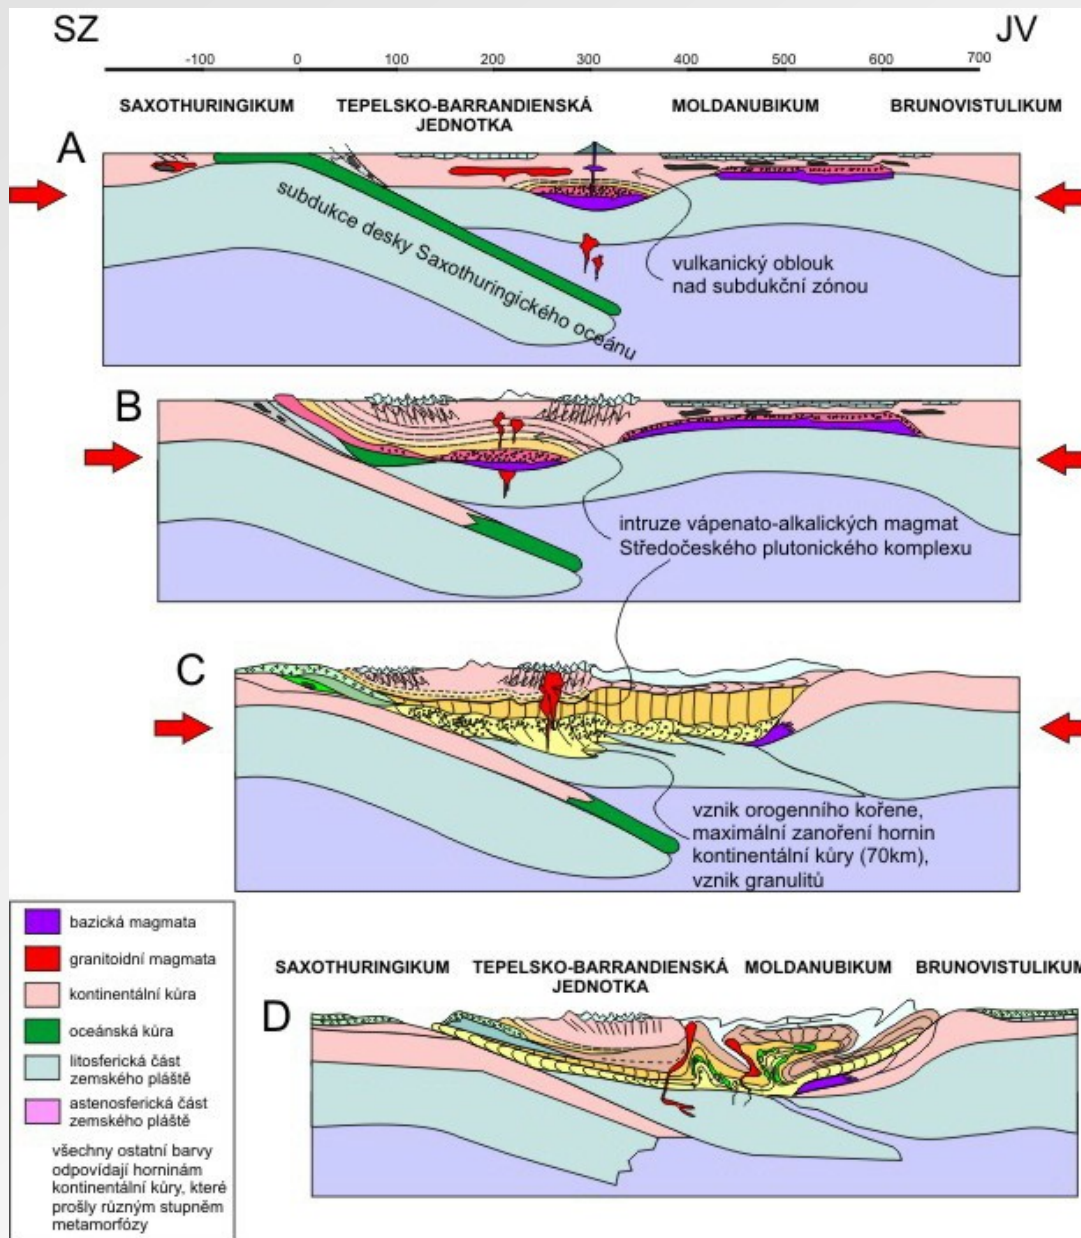 SZ
JV
-100 0 100 200 300 400 500 600 700
SAXOTHURINGIKUM
TEPELSKO-BARRANDIENSKÁ
JEDNOTKA
MOLDANUBIKUM
BRUNOVISTULIKUM
A
subdukce desky Saxothuringického oceánu
vulkanický oblouk
nad subdukční zónou
B
intruze vápenato-alkalických magmat
Středočeského plutonického komplexu
C
vznik orogenního kořene,
maximální zanoření hornin
kontinentální kůry (70km),
vznik granulitů
bazická magmata
granitoidní magmata
kontinentální kůra
oceánská kůra
litosferická část
zemského pláště
astenosferická část
zemského pláště
všechny ostatní barvy
odpovídají horninám
kontinentální kůry, které
prošly různým stupněm
metamorfózy
SAXOTHURINGIKUM
TEPELSKO-BARRANDIENSKÁ
JEDNOTKA
MOLDANUBIKUM
BRUNOVISTULIKUM
D